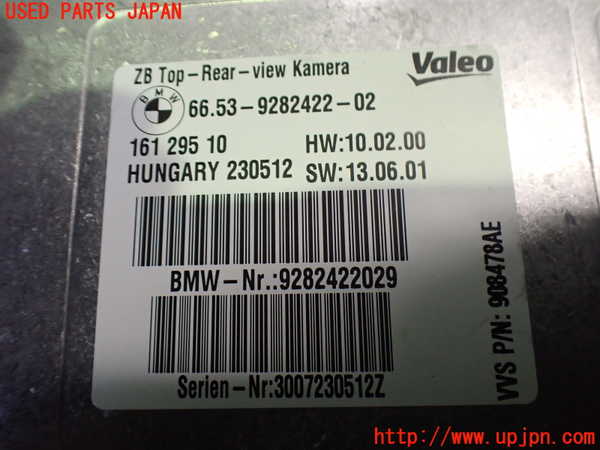 USED PARTS JAPAN
ZB Top-Rear-view Kamera
Valeo
BMW
66.53-9282422-02
161 295 10
HW:10.02.00
HUNGARY 230512
SW:13.06.01
BMW-Nr.:9282422029
Serien-Nr:3007230512Z
VVS P/N: 908478AE
UPJ http://www.upjpn.com/